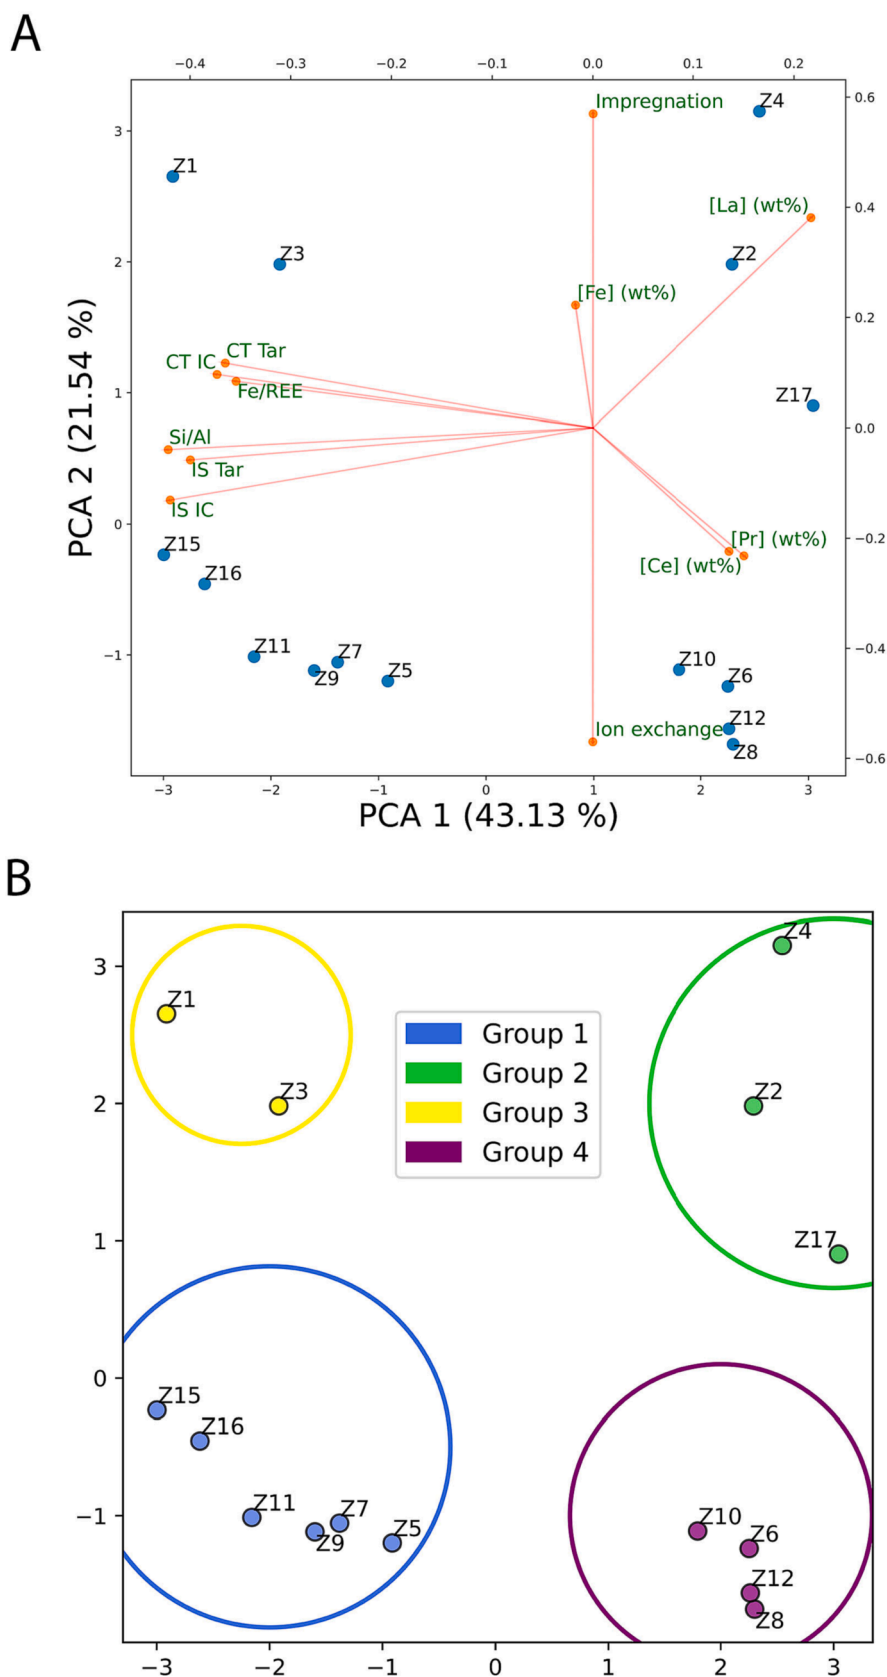 A
−0.4 −0.3 −0.2 −0.1 0.0 0.1 0.2
Impregnation
Z4
0.6
3
Z1
[La] (wt%)
0.4
Z3
Z2
2
[Fe] (wt%)
0.2
CT Tar
CT IC
Fe/REE
1
Z17
Si/Al
0.0
IS Tar
IS IC
0
Z15
[Pr] (wt%)
−0.2
[Ce] (wt%)
Z16
Z11
Z7
Z9
Z5
−1
Z10
−0.4
Z6
Z12
Ion exchange
Z8
−0.6
PCA 2 (21.54 %)
−3 −2 −1 0 1 2 3
PCA 1 (43.13 %)
B
Z4
3
Z1
Group 1
Group 2
Group 3
Group 4
Z3
Z2
2
Z17
1
0
Z15
Z16
Z11
Z7
Z9
Z5
−1
Z10
Z6
Z12
Z8
−3 −2 −1 0 1 2 3